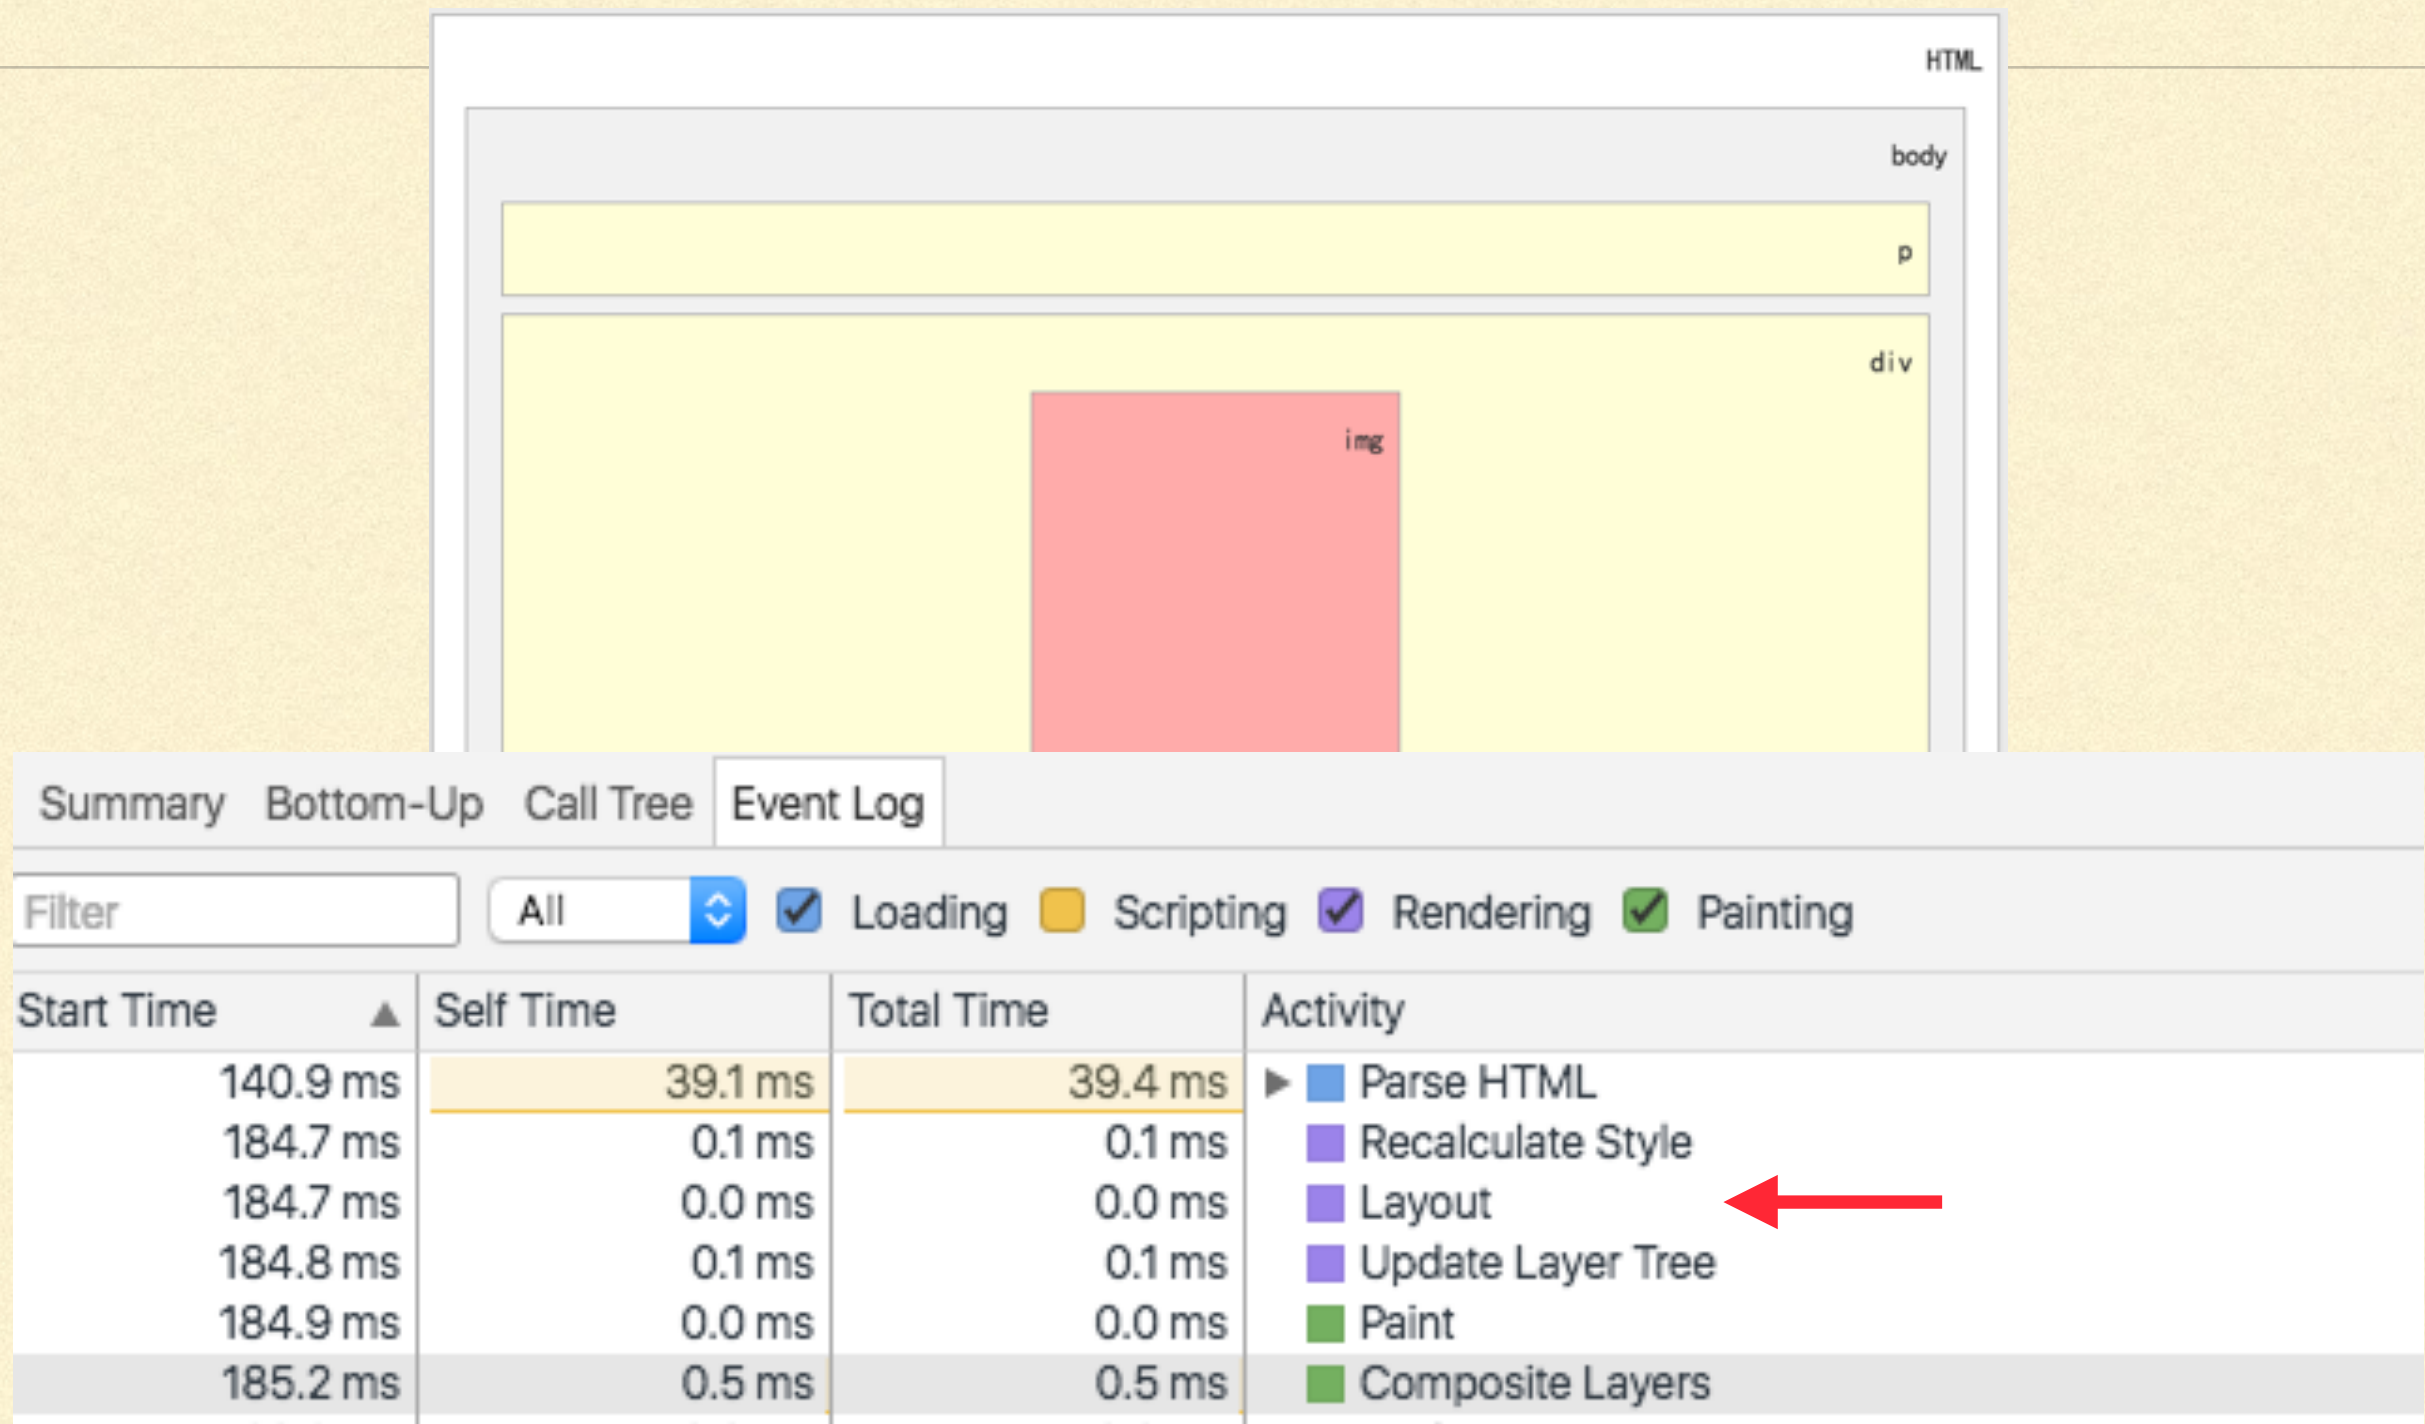 HTML
body
p
div
img
Summary Bottom-Up Call Tree Event Log
Filter All Loading Scripting Rendering Painting
Start Time Self Time Total Time Activity
140.9 ms 39.1 ms 39.4 ms Parse HTML
184.7 ms 0.1 ms 0.1 ms Recalculate Style
184.7 ms 0.0 ms 0.0 ms Layout
184.8 ms 0.1 ms 0.1 ms Update Layer Tree
184.9 ms 0.0 ms 0.0 ms Paint
185.2 ms 0.5 ms 0.5 ms Composite Layers